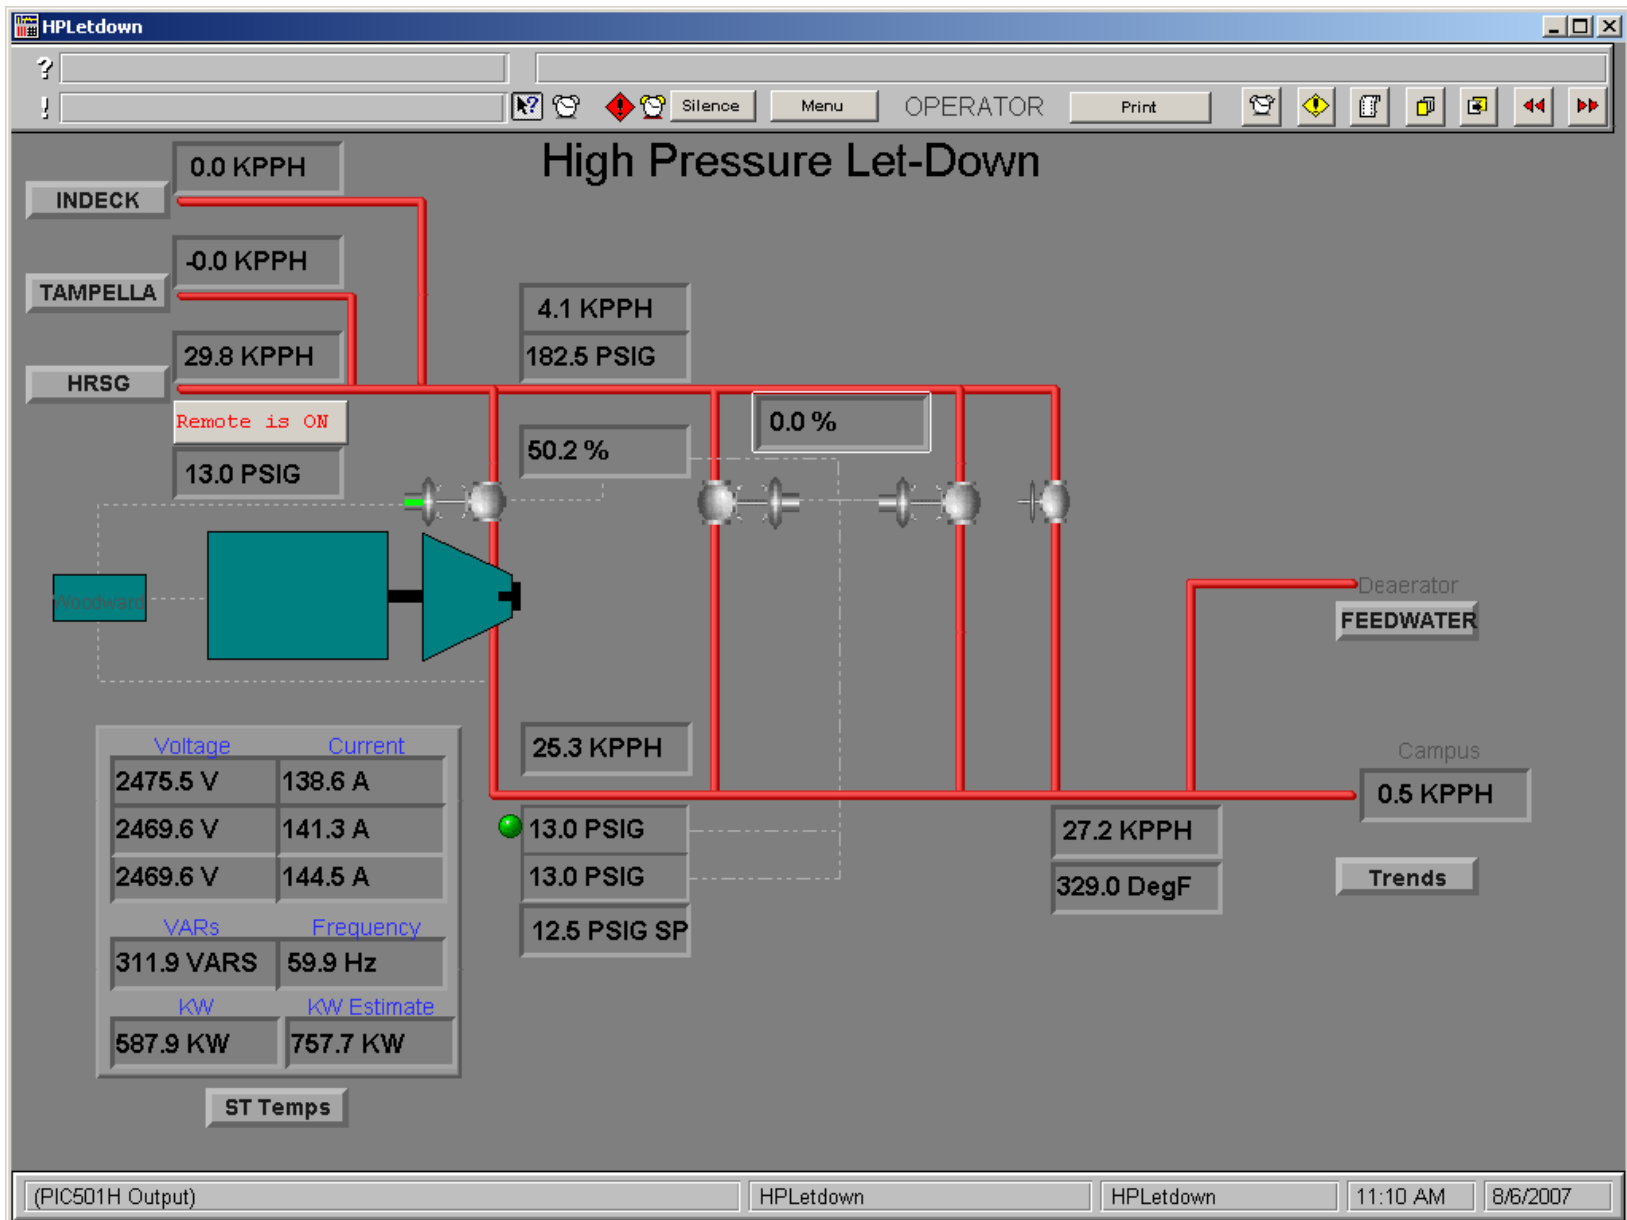 HPLetdown
?
!
Silence
Menu
OPERATOR
Print
High Pressure Let-Down
0.0 KPPH
INDECK
-0.0 KPPH
TAMPELLA
29.8 KPPH
HRSG
Remote is ON
13.0 PSIG
4.1 KPPH
182.5 PSIG
50.2 %
0.0 %
Woodward
Deaerator
FEEDWATER
25.3 KPPH
13.0 PSIG
13.0 PSIG
12.5 PSIG SP
27.2 KPPH
329.0 DegF
Campus
0.5 KPPH
Trends
Voltage Current
2475.5 V 138.6 A
2469.6 V 141.3 A
2469.6 V 144.5 A
VARs Frequency
311.9 VARS 59.9 Hz
KW KW Estimate
587.9 KW 757.7 KW
ST Temps
(PIC501H Output) HPLetdown HPLetdown 11:10 AM 8/6/2007